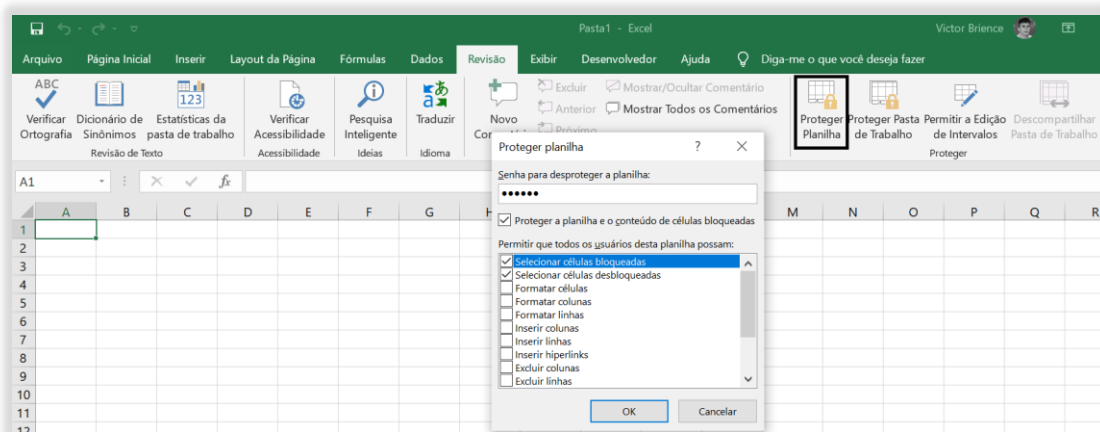 Pasta1 - Excel
Victor Brience
Arquivo Página Inicial Inserir Layout da Página Fórmulas Dados Revisão Exibir Desenvolvedor Ajuda Diga-me o que você deseja fazer
ABC
Verificar Ortografia
Dicionário de Sinônimos
123
Estatísticas da pasta de trabalho
Verificar Acessibilidade
Pesquisa Inteligente
Traduzir
Novo
Excluir
Anterior
Próximo
Mostrar/Ocultar Comentário
Mostrar Todos os Comentários
Proteger Planilha
Proteger Pasta de Trabalho
Permitir a Edição de Intervalos
Descompartilhar Pasta de Trabalho
Revisão de Texto Acessibilidade Ideias Idioma Proteger
A1 fx
A B C D E F G H M N O P Q R
1
2
3
4
5
6
7
8
9
10
11
12
Proteger planilha ? ×
Senha para desproteger a planilha:
••••••
Proteger a planilha e o conteúdo de células bloqueadas
Permitir que todos os usuários desta planilha possam:
Selecionar células bloqueadas
Selecionar células desbloqueadas
Formatar células
Formatar colunas
Formatar linhas
Inserir colunas
Inserir linhas
Inserir hiperlinks
Excluir colunas
Excluir linhas
OK Cancelar